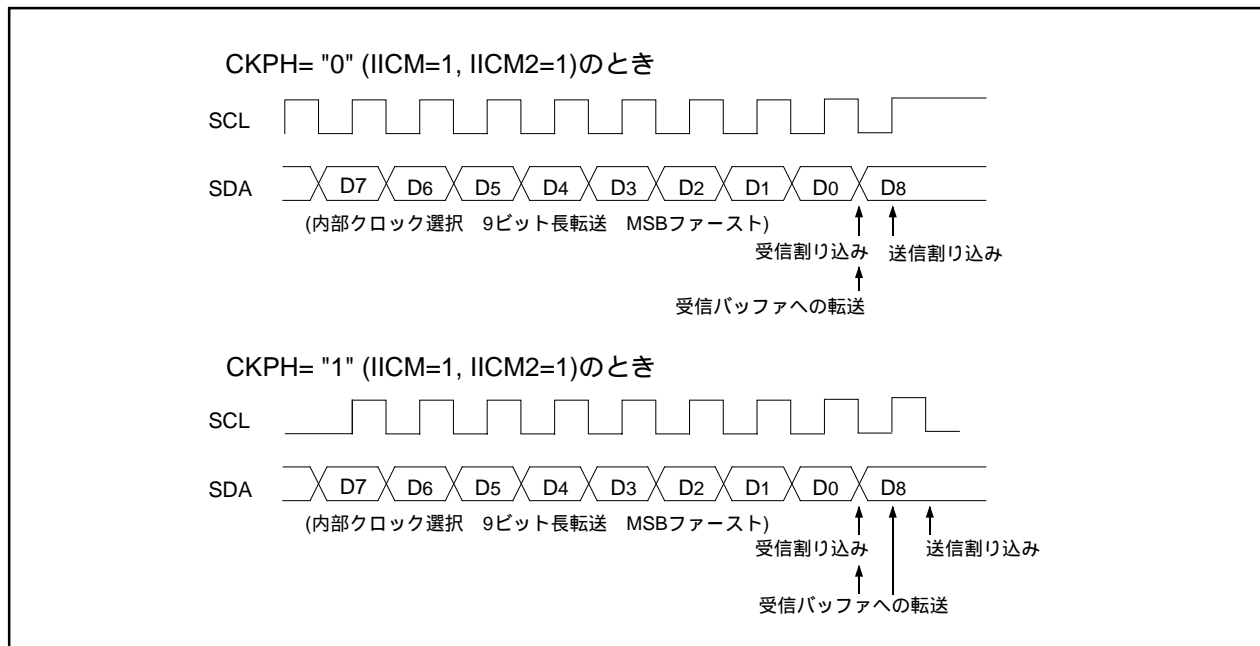 CKPH= "0" (IICM=1, IICM2=1)のとき
SCL
SDA D7 D6 D5 D4 D3 D2 D1 D0 D8
(内部クロック選択　9ビット長転送　MSBファースト)
受信割り込み 送信割り込み
受信バッファへの転送
CKPH= "1" (IICM=1, IICM2=1)のとき
SCL
SDA D7 D6 D5 D4 D3 D2 D1 D0 D8
(内部クロック選択　9ビット長転送　MSBファースト)
受信割り込み 送信割り込み
受信バッファへの転送